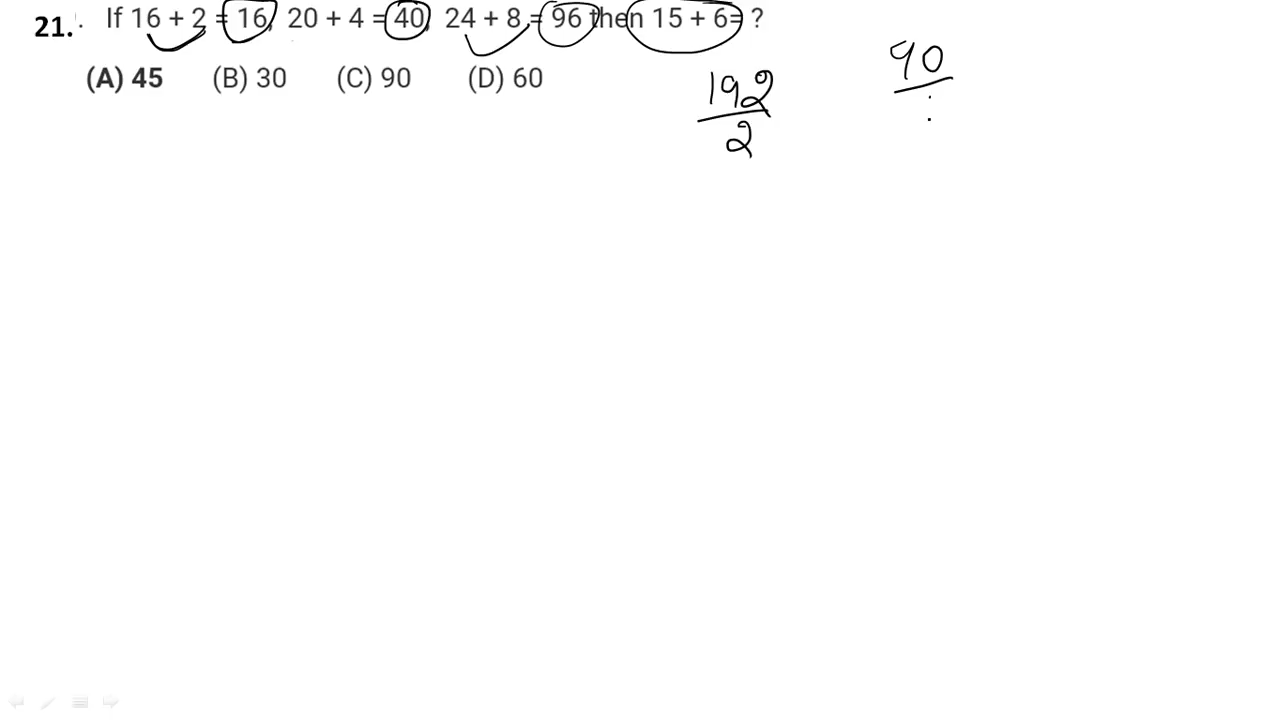 21. If 16 + 2 = 16, 20 + 4 = 40, 24 + 8 = 96 then 15 + 6 = ?
(A) 45 (B) 30 (C) 90 (D) 60
192
2
90